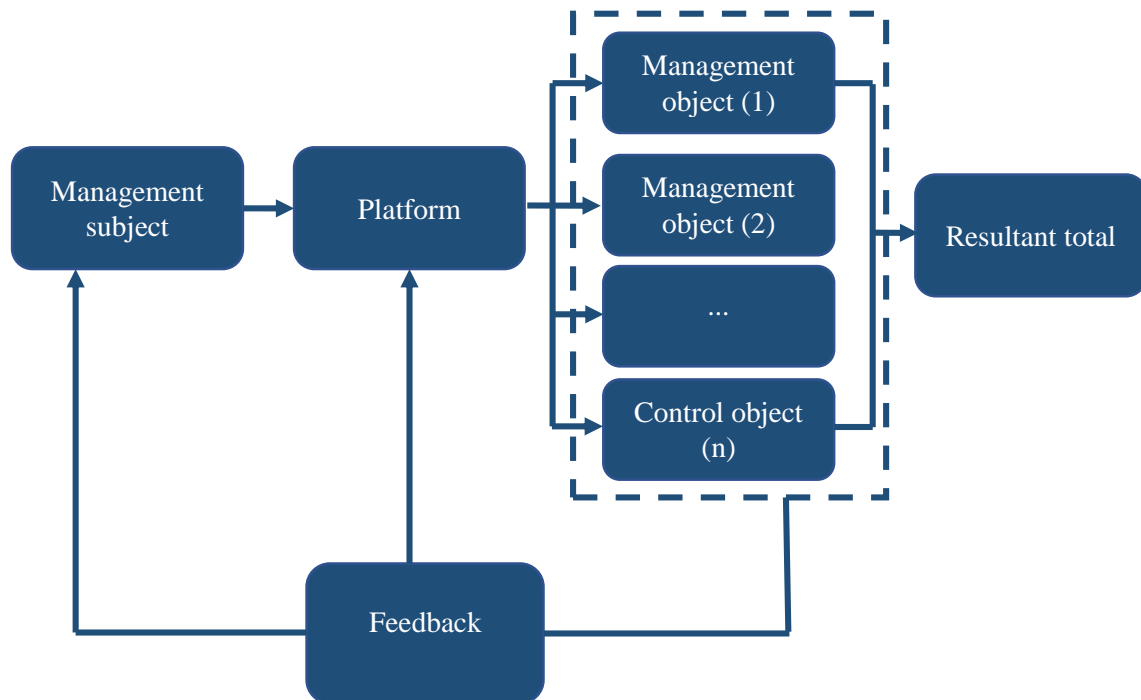 Management
subject
Platform
Management
object (1)
Management
object (2)
...
Control object
(n)
Resultant total
Feedback